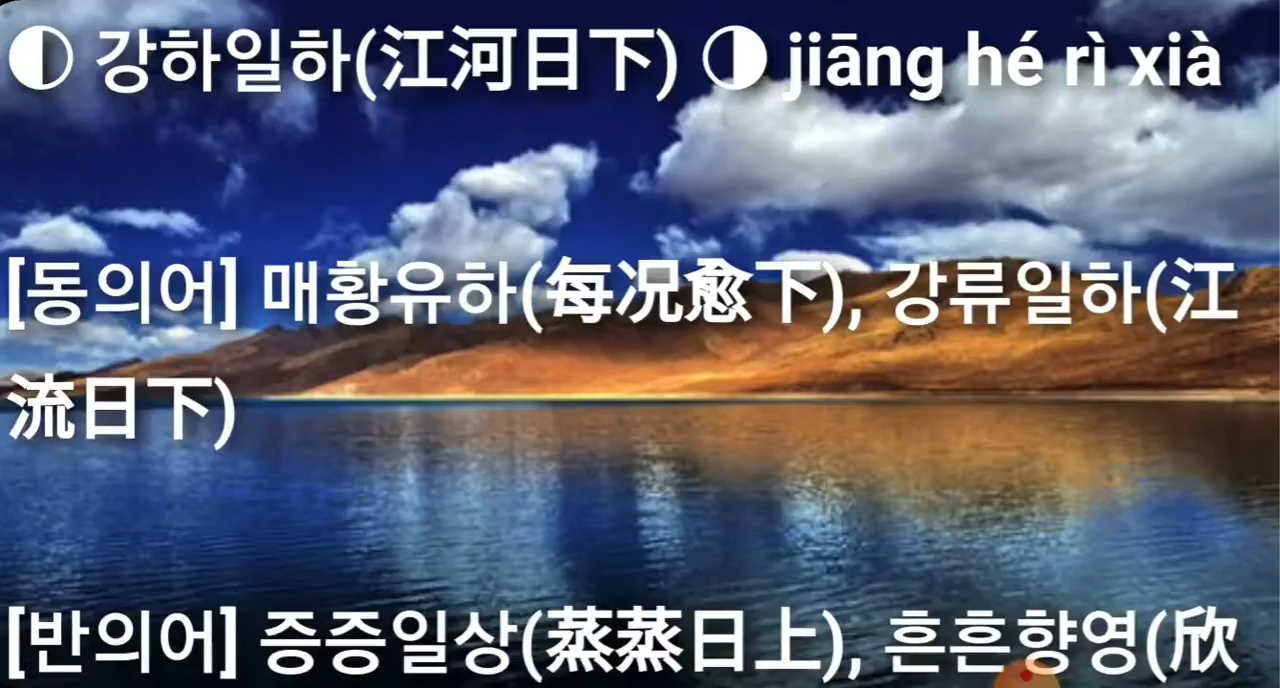 ◐ 강하일하(江河日下) ◑ jiāng hé rì xià
[동의어] 매황유하(每况愈下), 강류일하(江
流日下)
[반의어] 증증일상(蒸蒸日上), 흔흔향영(欣